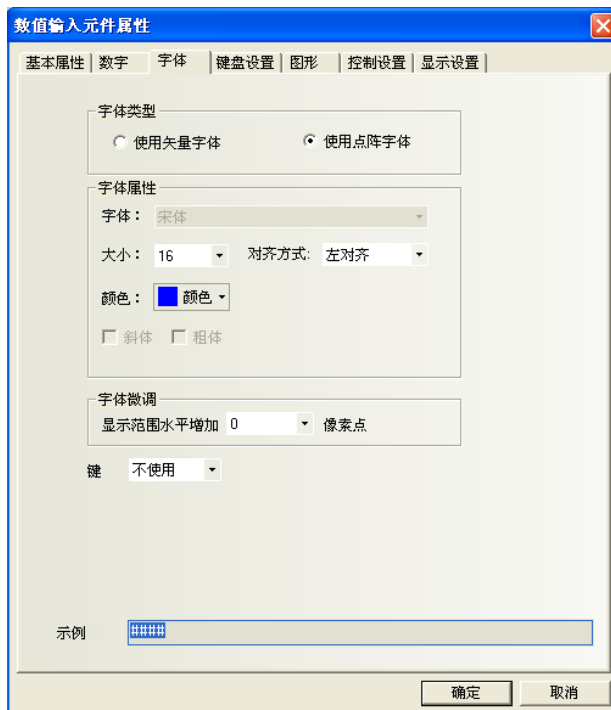 数值输入元件属性
基本属性 数字 字体 键盘设置 图形 控制设置 显示设置
字体类型
使用矢量字体 使用点阵字体
字体属性
字体： 宋体
大小： 16 对齐方式: 左对齐
颜色： 颜色
斜体 粗体
字体微调
显示范围水平增加 0 像素点
键 不使用
示例 ####
确定 取消